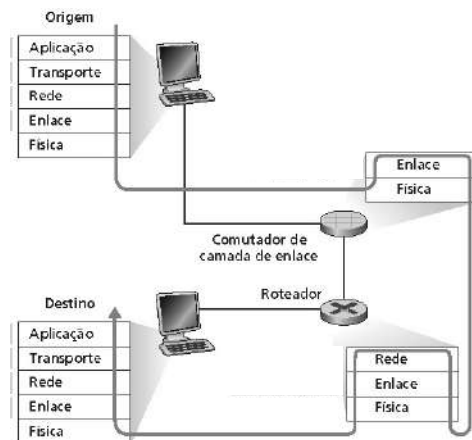 Origem
Aplicação
Transporte
Rede
Enlace
Física
Enlace
Física
Comutador de
camada de enlace
Roteador
Destino
Aplicação
Transporte
Rede
Enlace
Física
Rede
Enlace
Física